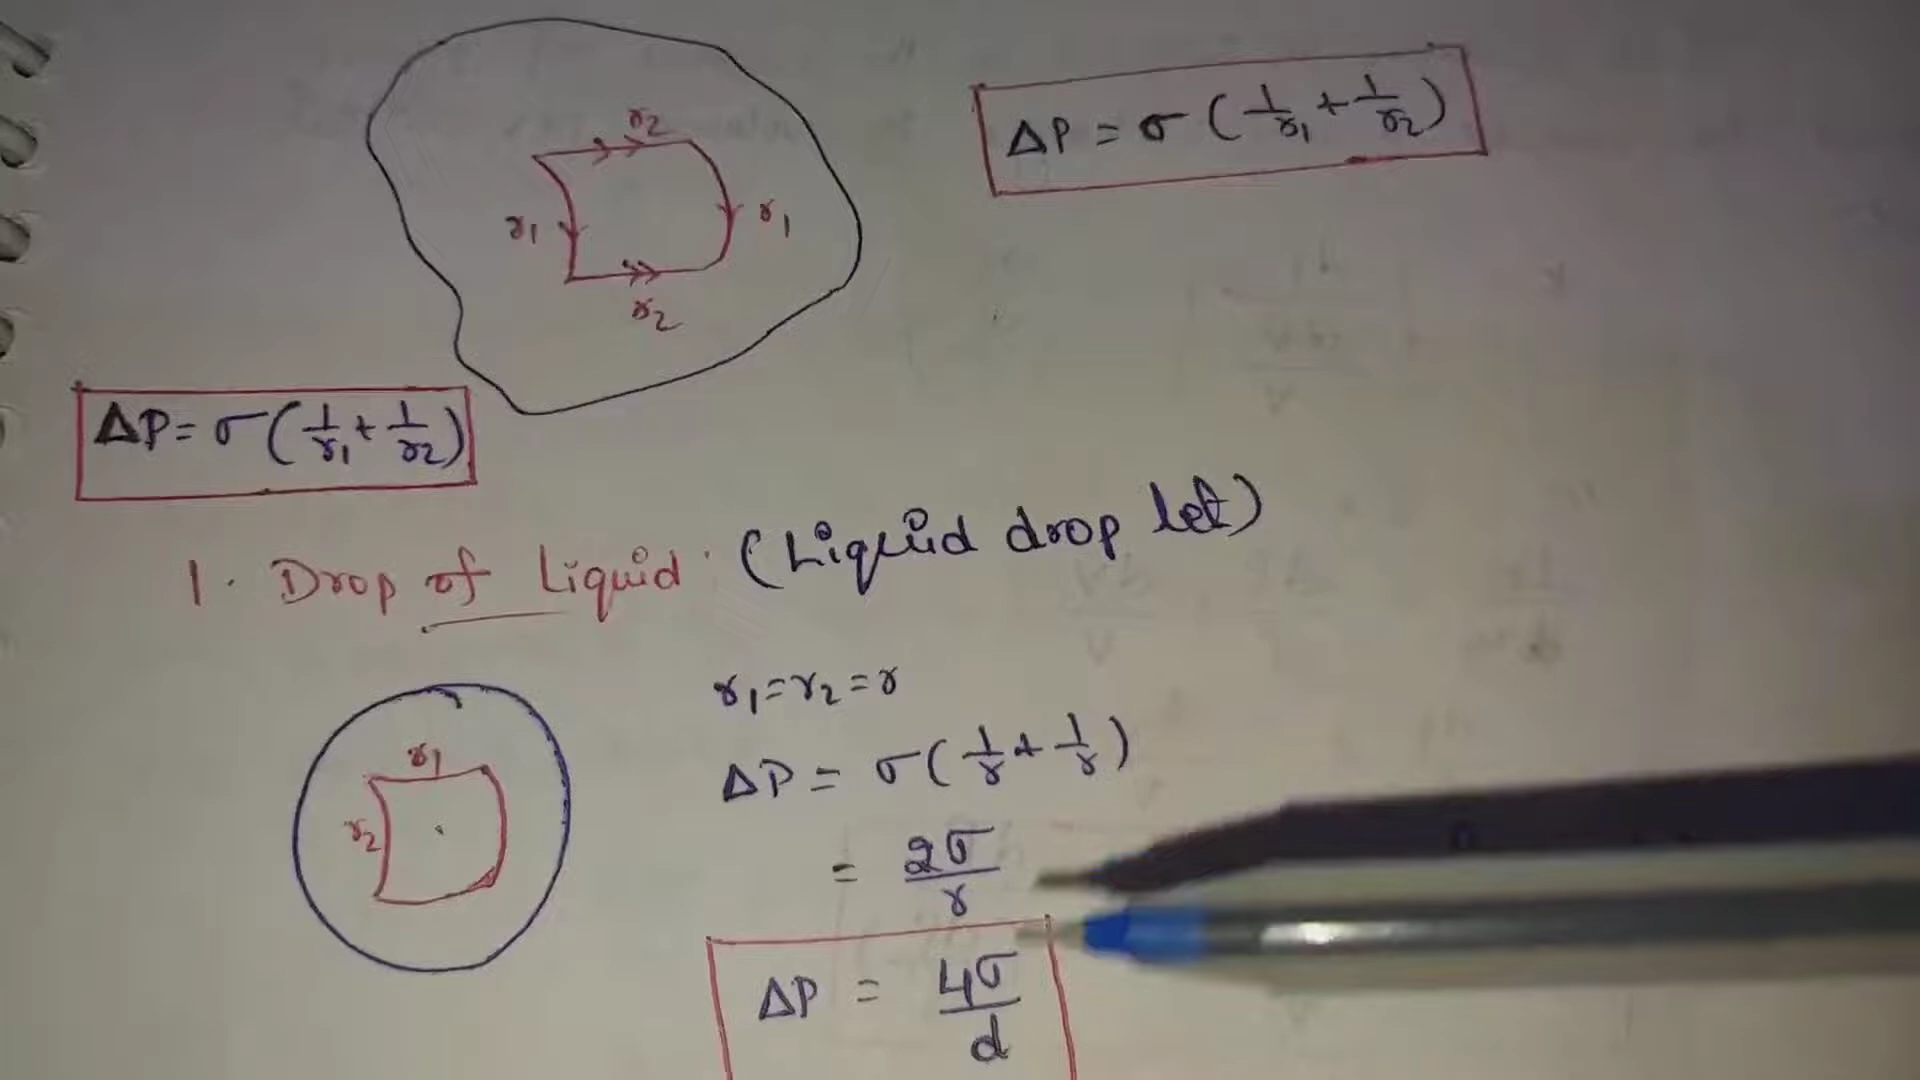 r2
ΔP = σ (1/r1 + 1/r2)
r1
r1
r2
ΔP = σ (1/r1 + 1/r2)
1. Drop of Liquid (Liquid drop let)
r1 = r2 = r
r1
ΔP = σ (1/r + 1/r)
r2
= 2σ/r
ΔP = 4σ/d